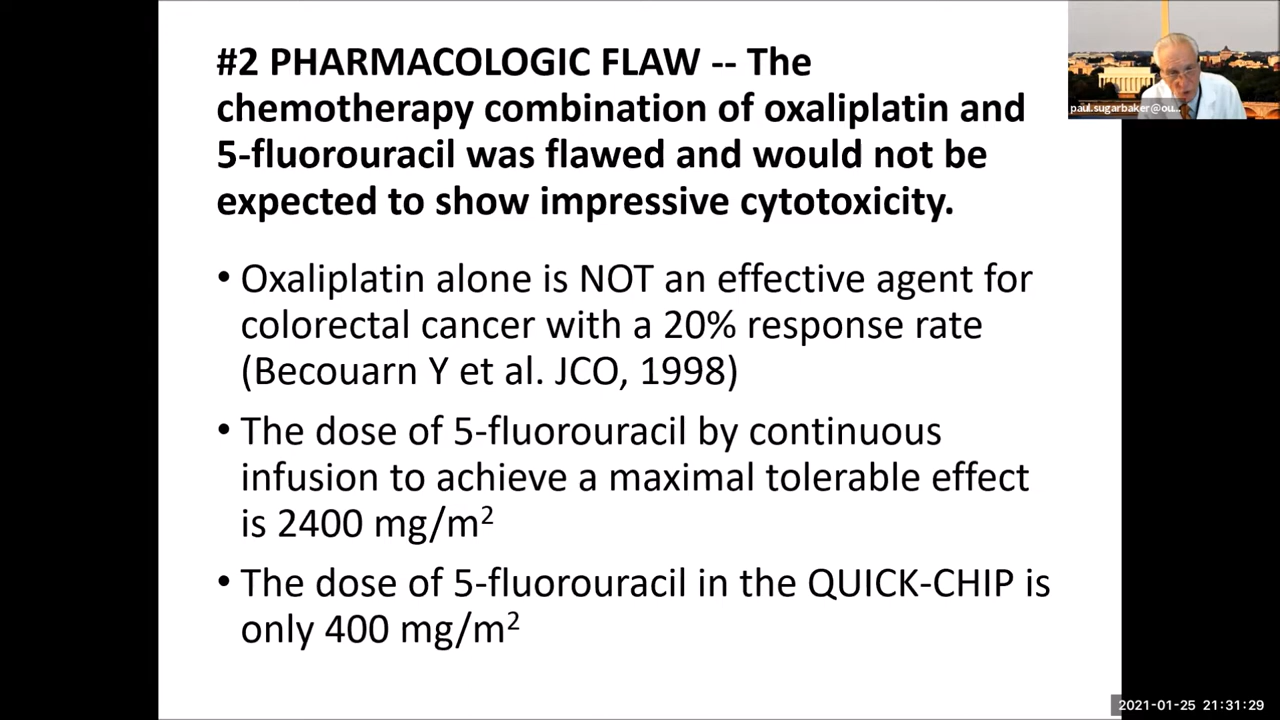 #2 PHARMACOLOGIC FLAW -- The
chemotherapy combination of oxaliplatin and
5-fluorouracil was flawed and would not be
expected to show impressive cytotoxicity.
• Oxaliplatin alone is NOT an effective agent for
colorectal cancer with a 20% response rate
(Becouarn Y et al. JCO, 1998)
• The dose of 5-fluorouracil by continuous
infusion to achieve a maximal tolerable effect
is 2400 mg/m²
• The dose of 5-fluorouracil in the QUICK-CHIP is
only 400 mg/m²
paul.sugarbaker@ou...
2021-01-25 21:31:29